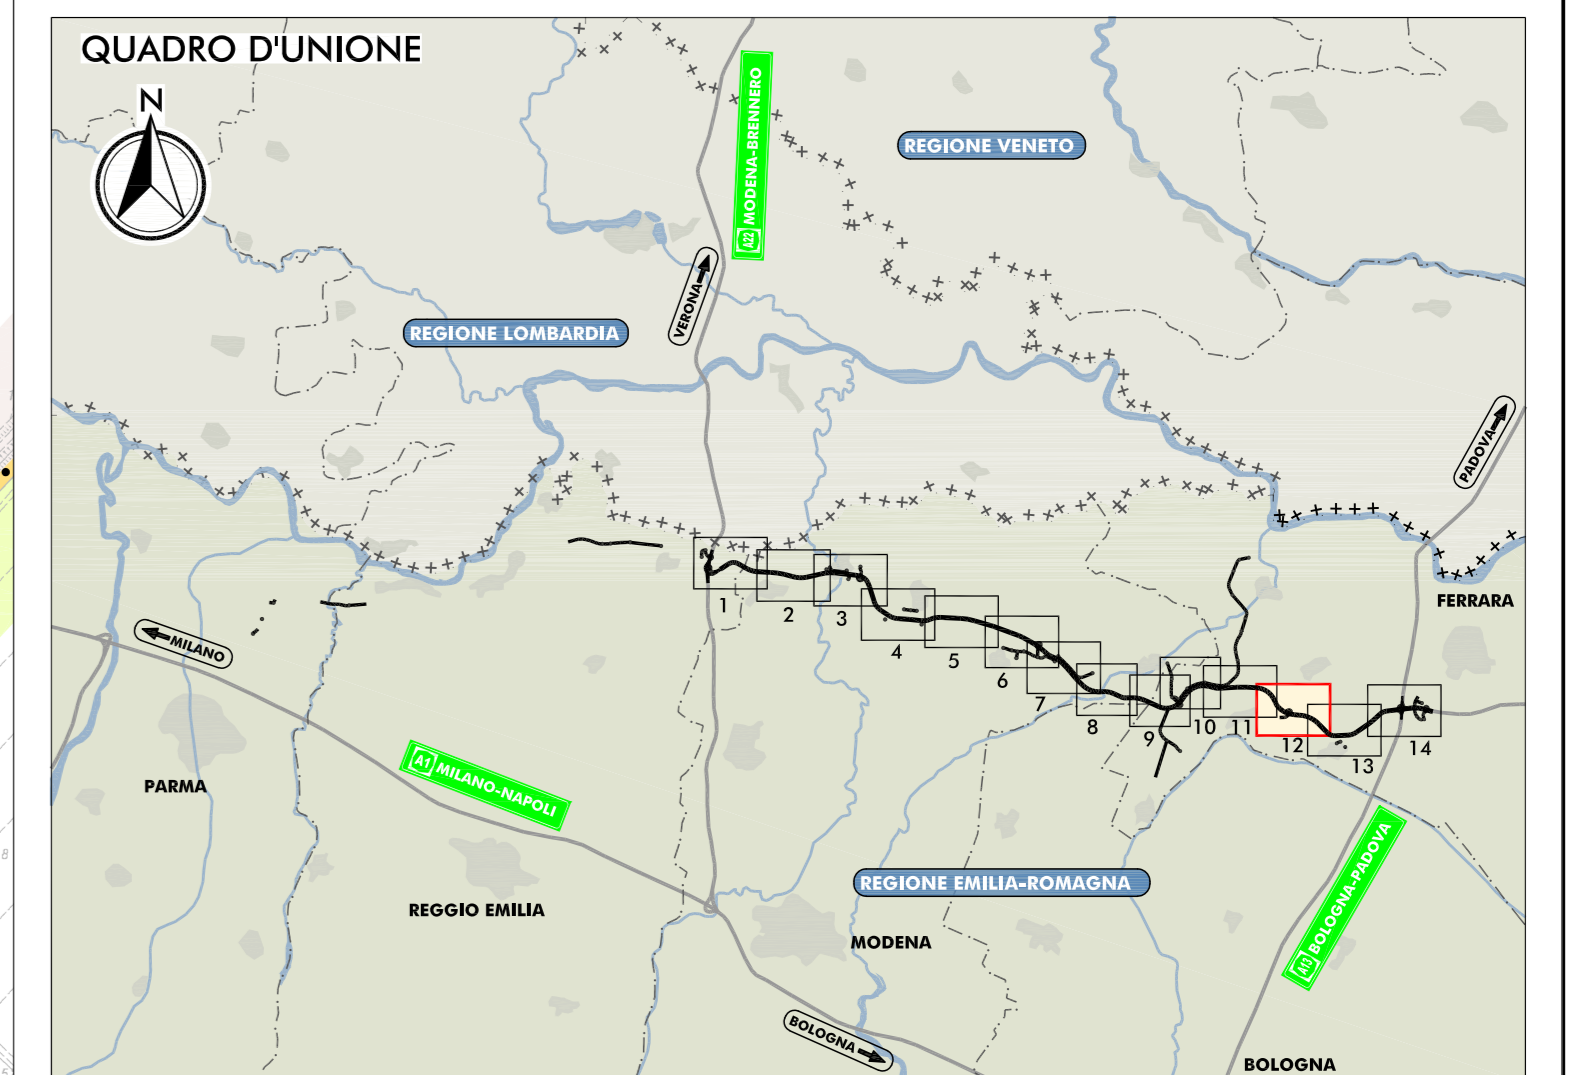 QUADRO D'UNIONE
N
A22 MODENA-BRENNERO
REGIONE VENETO
VERONA
REGIONE LOMBARDIA
PADOVA
FERRARA
MILANO
1
2
3
4
5
6
7
8
9
10
11
12
13
14
PARMA
A1 MILANO-NAPOLI
A13 BOLOGNA-PADOVA
REGIONE EMILIA-ROMAGNA
REGGIO EMILIA
MODENA
BOLOGNA
BOLOGNA